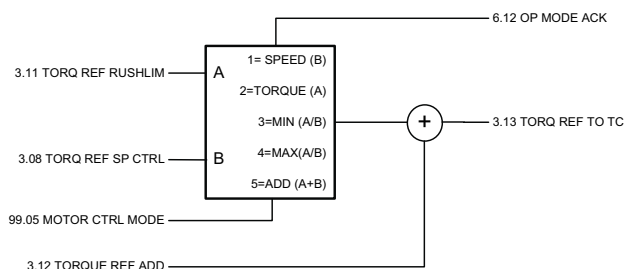 6.12 OP MODE ACK
1= SPEED (B)
3.11 TORQ REF RUSHLIM
A
2=TORQUE (A)
3=MIN (A/B)
+
3.13 TORQ REF TO TC
3.08 TORQ REF SP CTRL
B
4=MAX(A/B)
5=ADD (A+B)
99.05 MOTOR CTRL MODE
3.12 TORQUE REF ADD